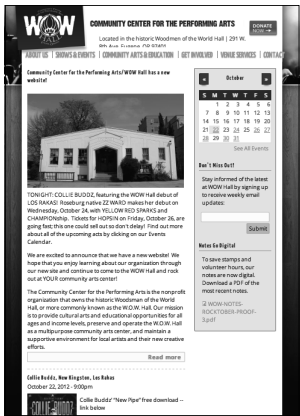 WOW
HALL
COMMUNITY CENTER FOR THE PERFORMING ARTS
DONATE
NOW
Located in the historic Woodmen of the World Hall | 291 W.
8th Ave, Eugene, OR 97401
ABOUT US | SHOWS & EVENTS | COMMUNITY ARTS & EDUCATION | GET INVOLVED | VENUE SERVICES | CONTAC
Community Center for the Performing Arts/WOW Hall has a new
website!
TONIGHT: COLLIE BUDDZ, featuring the WOW Hall debut of
LOS RAKAS! Roseburg native ZZ WARD makes her debut on
Wednesday, October 24, with YELLOW RED SPARKS and
CHAMPIONship. Tickets for HOPSIN on Friday, October 26, are
going fast; this one could sell out so don't delay! Find out more
about all of the upcoming acts by clicking on our Events
Calendar.
We are excited to announce that we have a new website! We
hope that you enjoy learning about our organization through
our new site and continue to come to the WOW Hall and rock
out at YOUR community arts center!
The Community Center for the Performing Arts is the nonprofit
organization that owns the historic Woodsman of the World
Hall, or more commonly known as the W.O.W. Hall. Our mission
is to provide cultural arts and educational opportunities for all
ages and income levels, preserve and operate the W.O.W. Hall
as a multipurpose community arts center, and maintain a
supportive environment for local artists and their new creative
efforts.
Read more
Collie Buddz, New Kingston, Los Rakas
October 22, 2012 - 9:00pm
COLLIE BUDDZ
Collie Buddz' "New Pipe" free download --
link below
« October »
S M T W T F S
1 2 3 4 5 6
7 8 9 10 11 12 13
14 15 16 17 18 19 20
21 22 23 24 25 26 27
28 29 30 31
See All Events
Don't Miss Out!
Stay informed of the latest
at WOW Hall by signing up
to receive weekly email
updates:
Submit
Notes Go Digital
To save stamps and
volunteer hours, our
notes are now digital.
Download a PDF of the
most recent notes.
WOW-NOTES-
ROCKTOBER-PROOF-
3.pdf